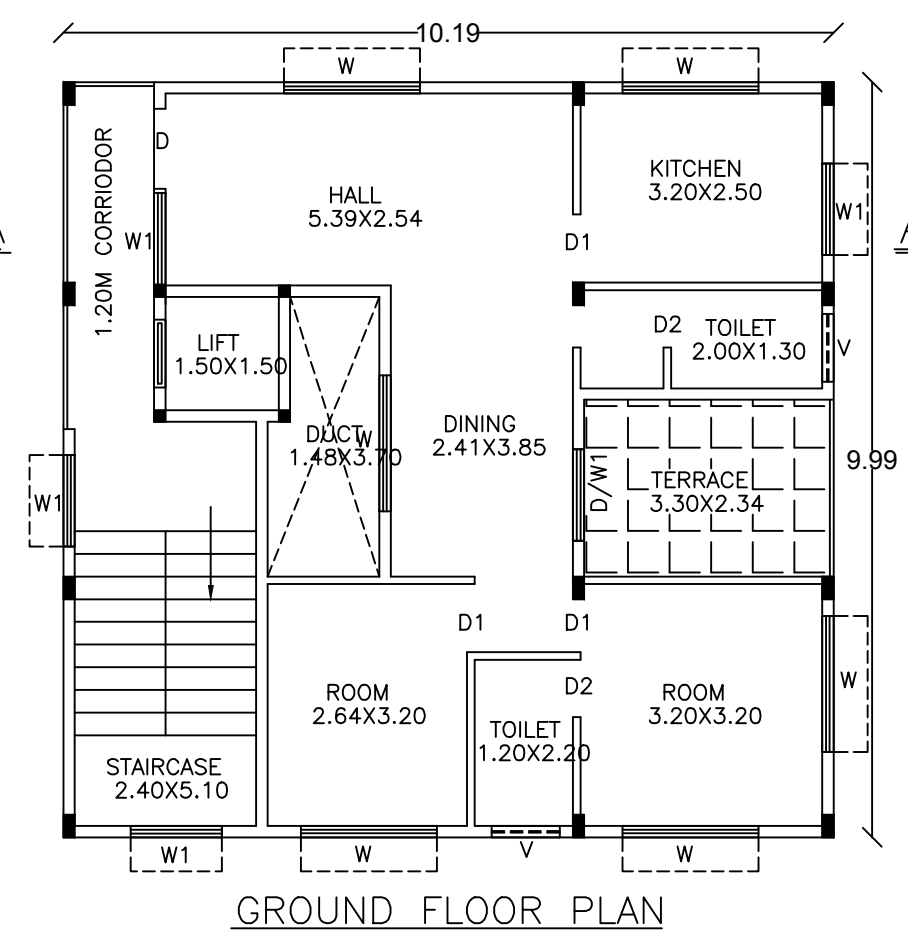 10.19
W
W
D
1.20M CORRIODOR
KITCHEN
3.20X2.50
HALL
5.39X2.54
W1
W1
D1
A
A
D2
TOILET
2.00X1.30
V
LIFT
1.50X1.50
DUCT
W
1.48X3.70
DINING
2.41X3.85
9.99
D/W1
TERRACE
3.30X2.34
W1
D1
D1
W
D2
ROOM
2.64X3.20
ROOM
3.20X3.20
TOILET
1.20X2.20
STAIRCASE
2.40X5.10
W1
W
V
W
GROUND FLOOR PLAN